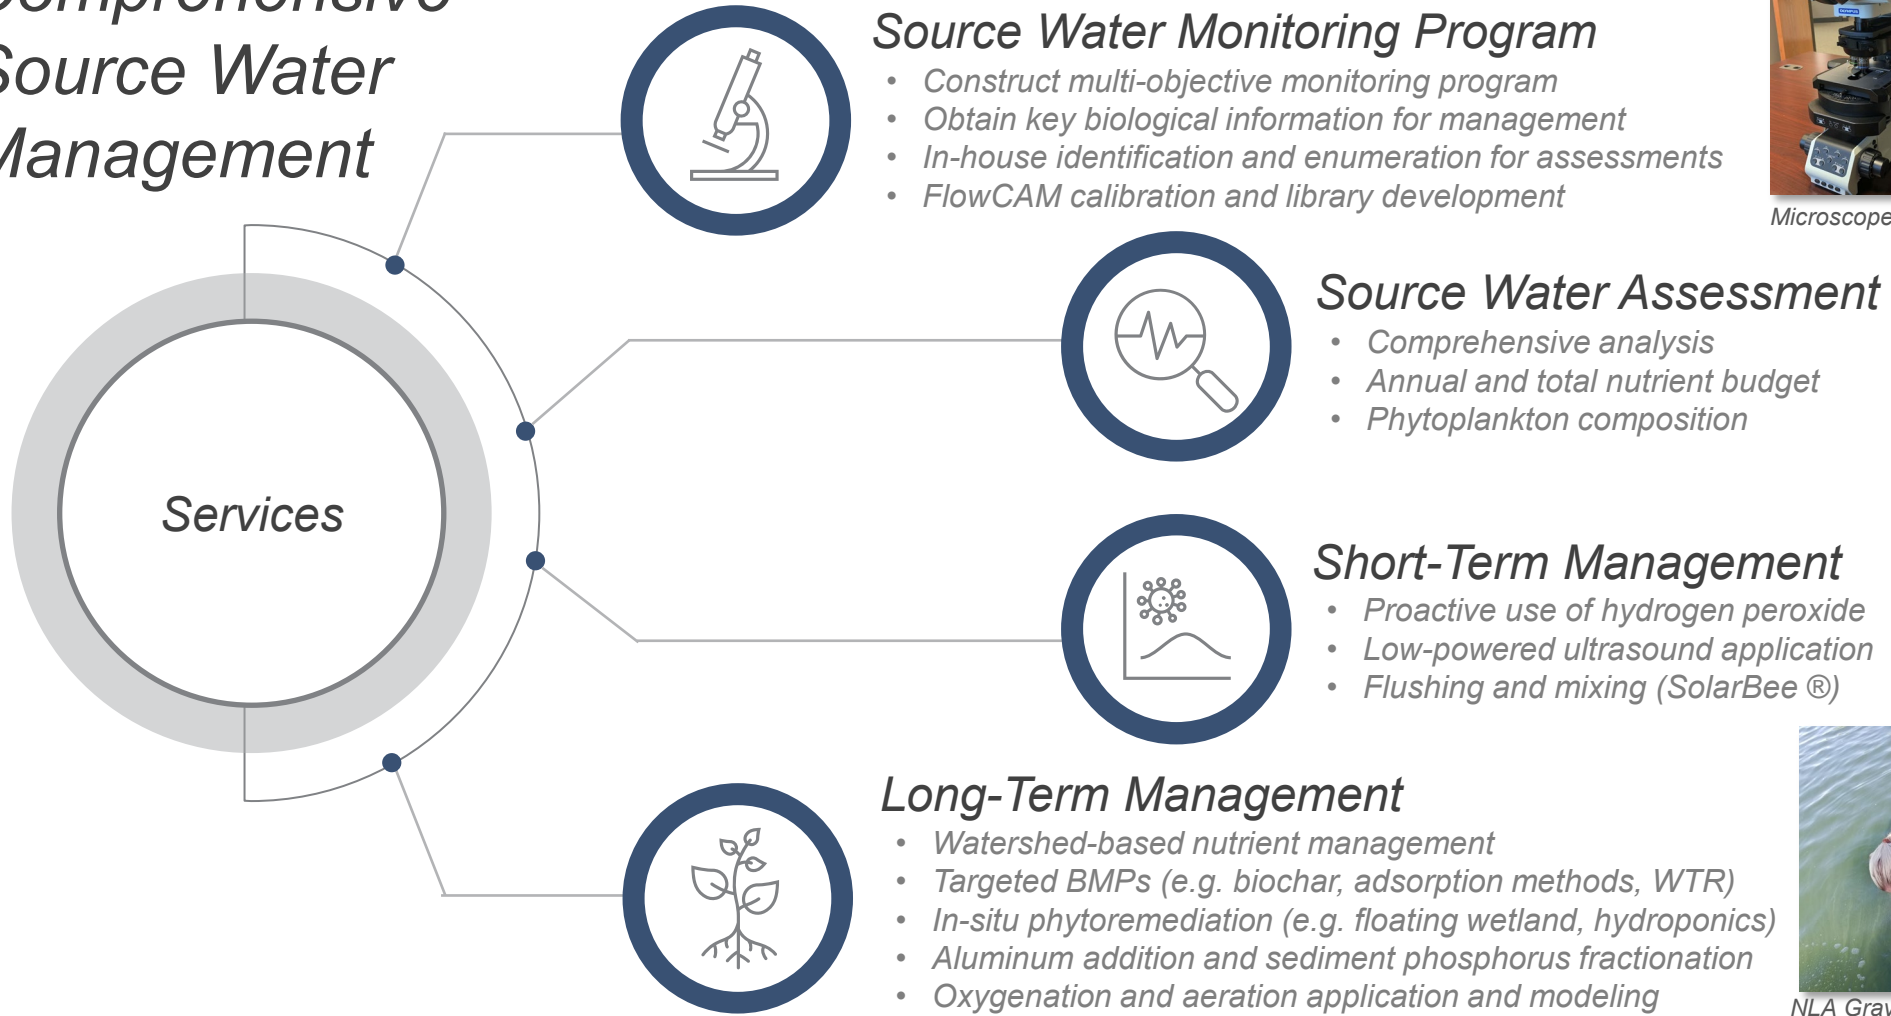 Comprehensive
Source Water
Management
Services
Source Water Monitoring Program
• Construct multi-objective monitoring program
• Obtain key biological information for management
• In-house identification and enumeration for assessments
• FlowCAM calibration and library development
OLYMPUS
Microscope
Source Water Assessment
• Comprehensive analysis
• Annual and total nutrient budget
• Phytoplankton composition
Short-Term Management
• Proactive use of hydrogen peroxide
• Low-powered ultrasound application
• Flushing and mixing (SolarBee ®)
Long-Term Management
• Watershed-based nutrient management
• Targeted BMPs (e.g. biochar, adsorption methods, WTR)
• In-situ phytoremediation (e.g. floating wetland, hydroponics)
• Aluminum addition and sediment phosphorus fractionation
• Oxygenation and aeration application and modeling
NLA